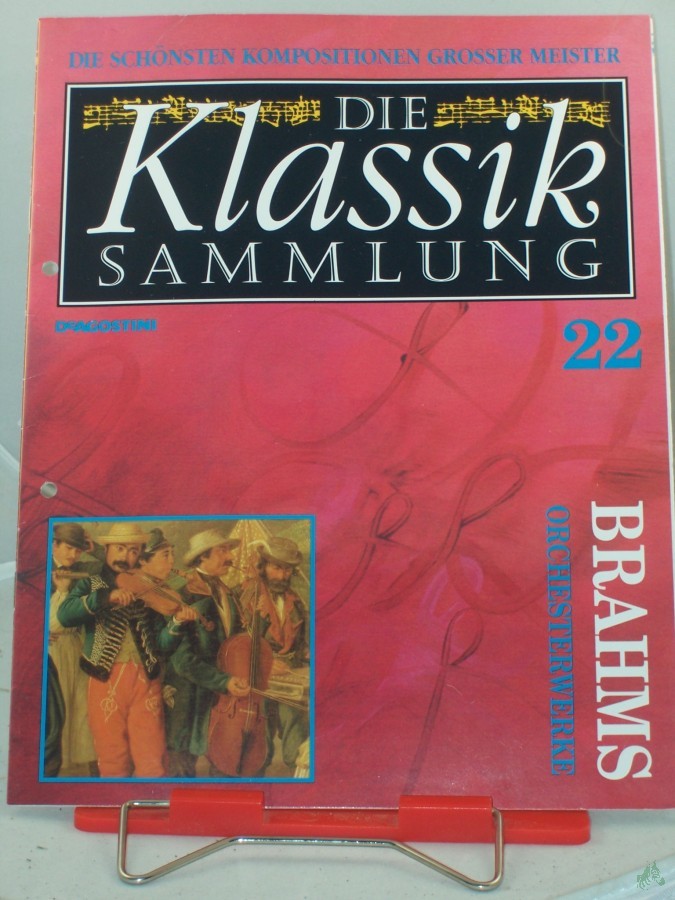 DIE SCHÖNSTEN KOMPOSITIONEN GROSSER MEISTER
DIE
Klassik
SAMMLUNG
DeAGOSTINI
22
BRAHMS
ORCHESTERWERKE